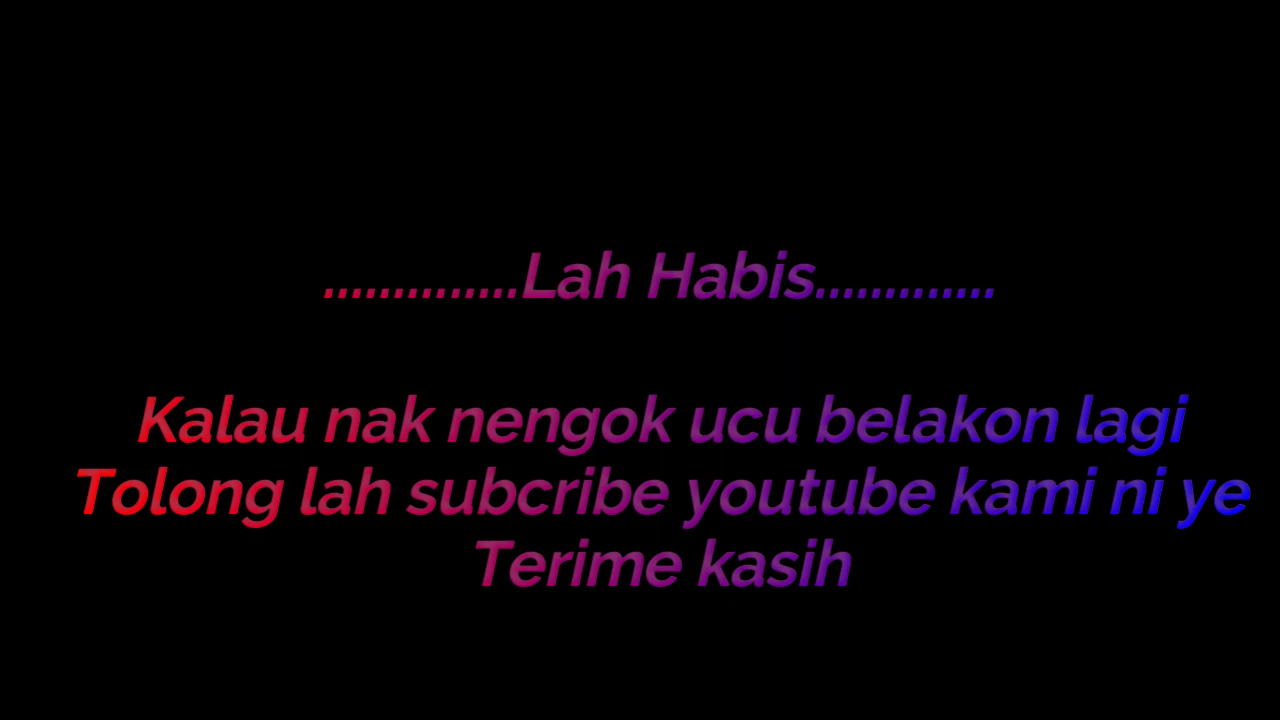 ..............Lah Habis.............
Kalau nak nengok ucu belakon lagi
Tolong lah subcribe youtube kami ni ye
Terime kasih